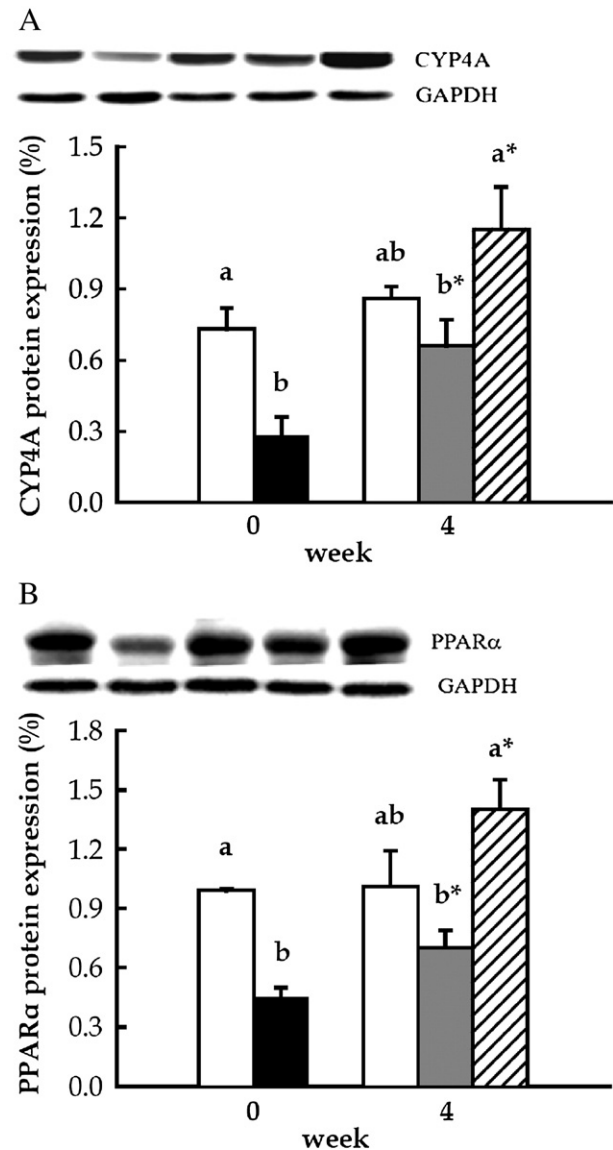 A
CYP4A
GAPDH
CYP4A protein expression (%)
1.5
1.2
0.9
0.6
0.3
0.0
a
b
ab
b*
a*
0
4
week
B
PPARα
GAPDH
PPARα protein expression (%)
1.8
1.5
1.2
0.9
0.6
0.3
0.0
a
b
ab
b*
a*
0
4
week